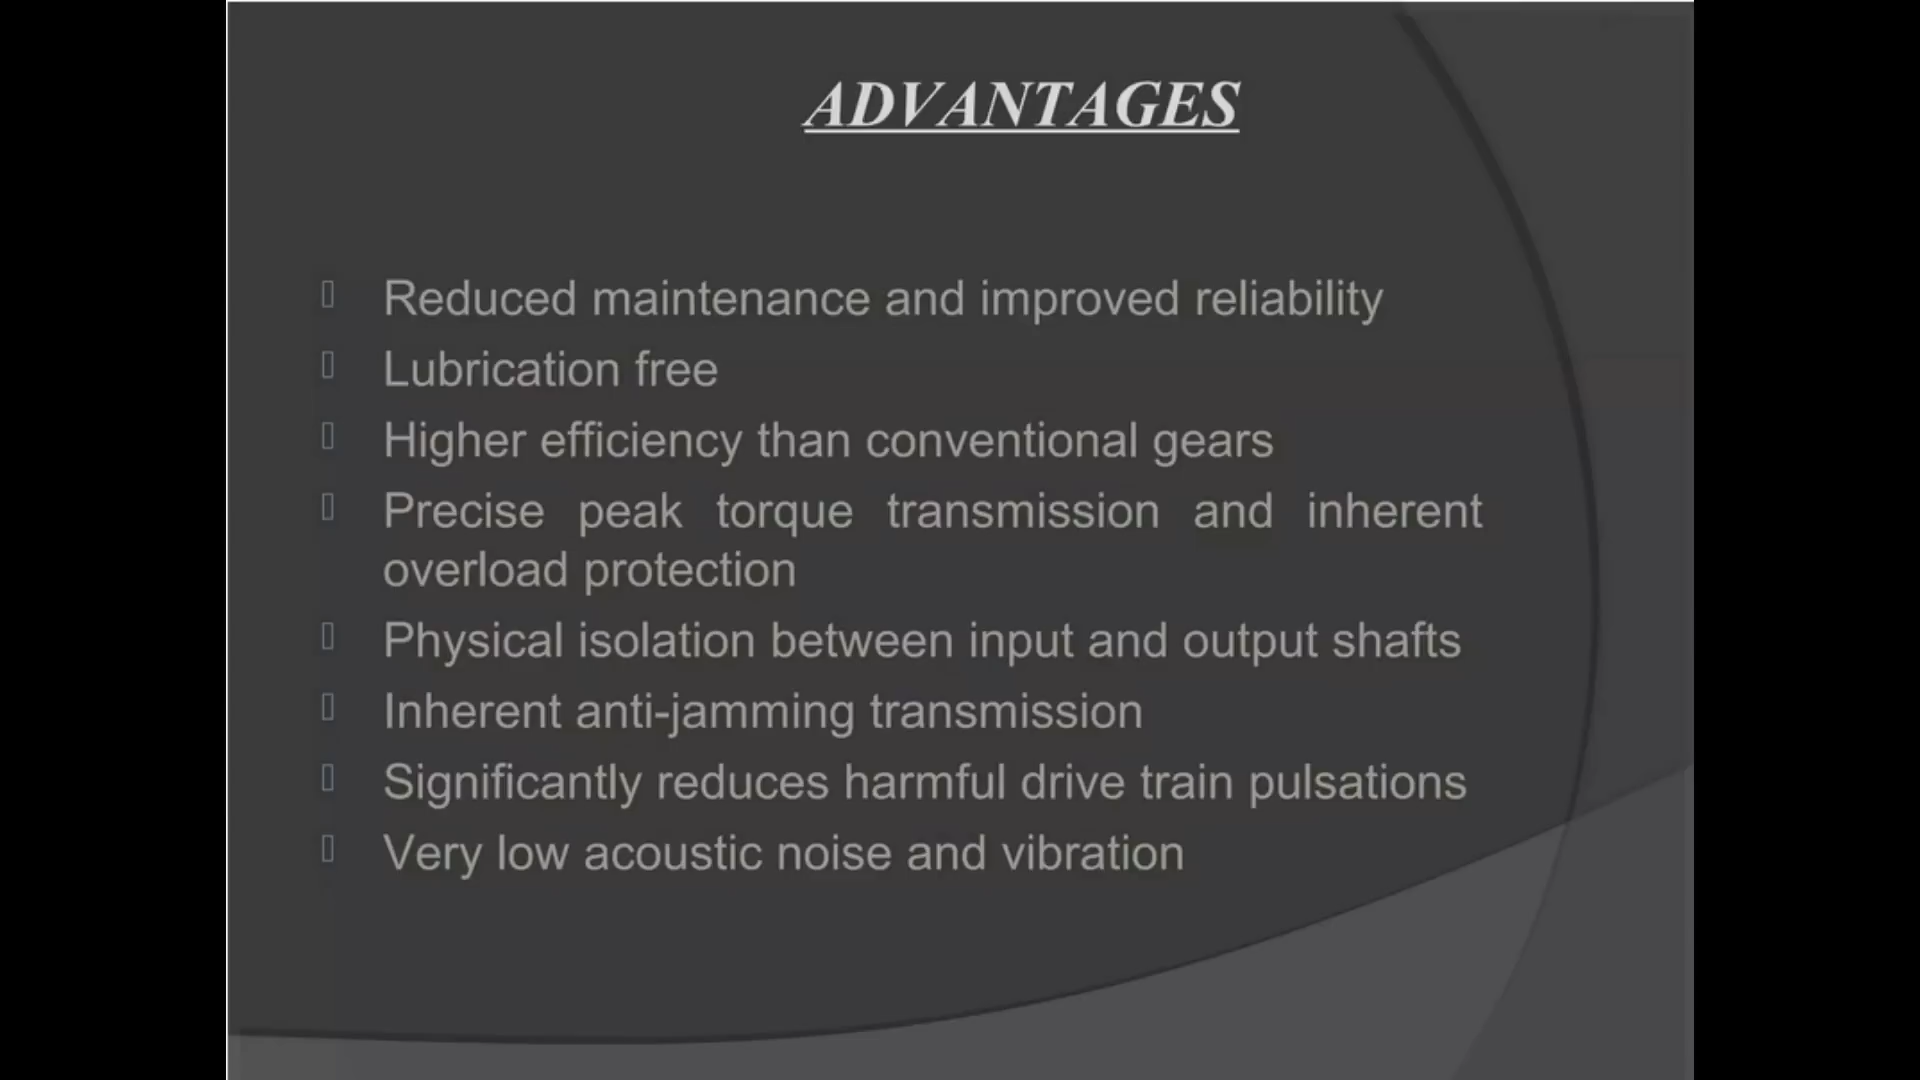 ADVANTAGES
Reduced maintenance and improved reliability
Lubrication free
Higher efficiency than conventional gears
Precise peak torque transmission and inherent
overload protection
Physical isolation between input and output shafts
Inherent anti-jamming transmission
Significantly reduces harmful drive train pulsations
Very low acoustic noise and vibration